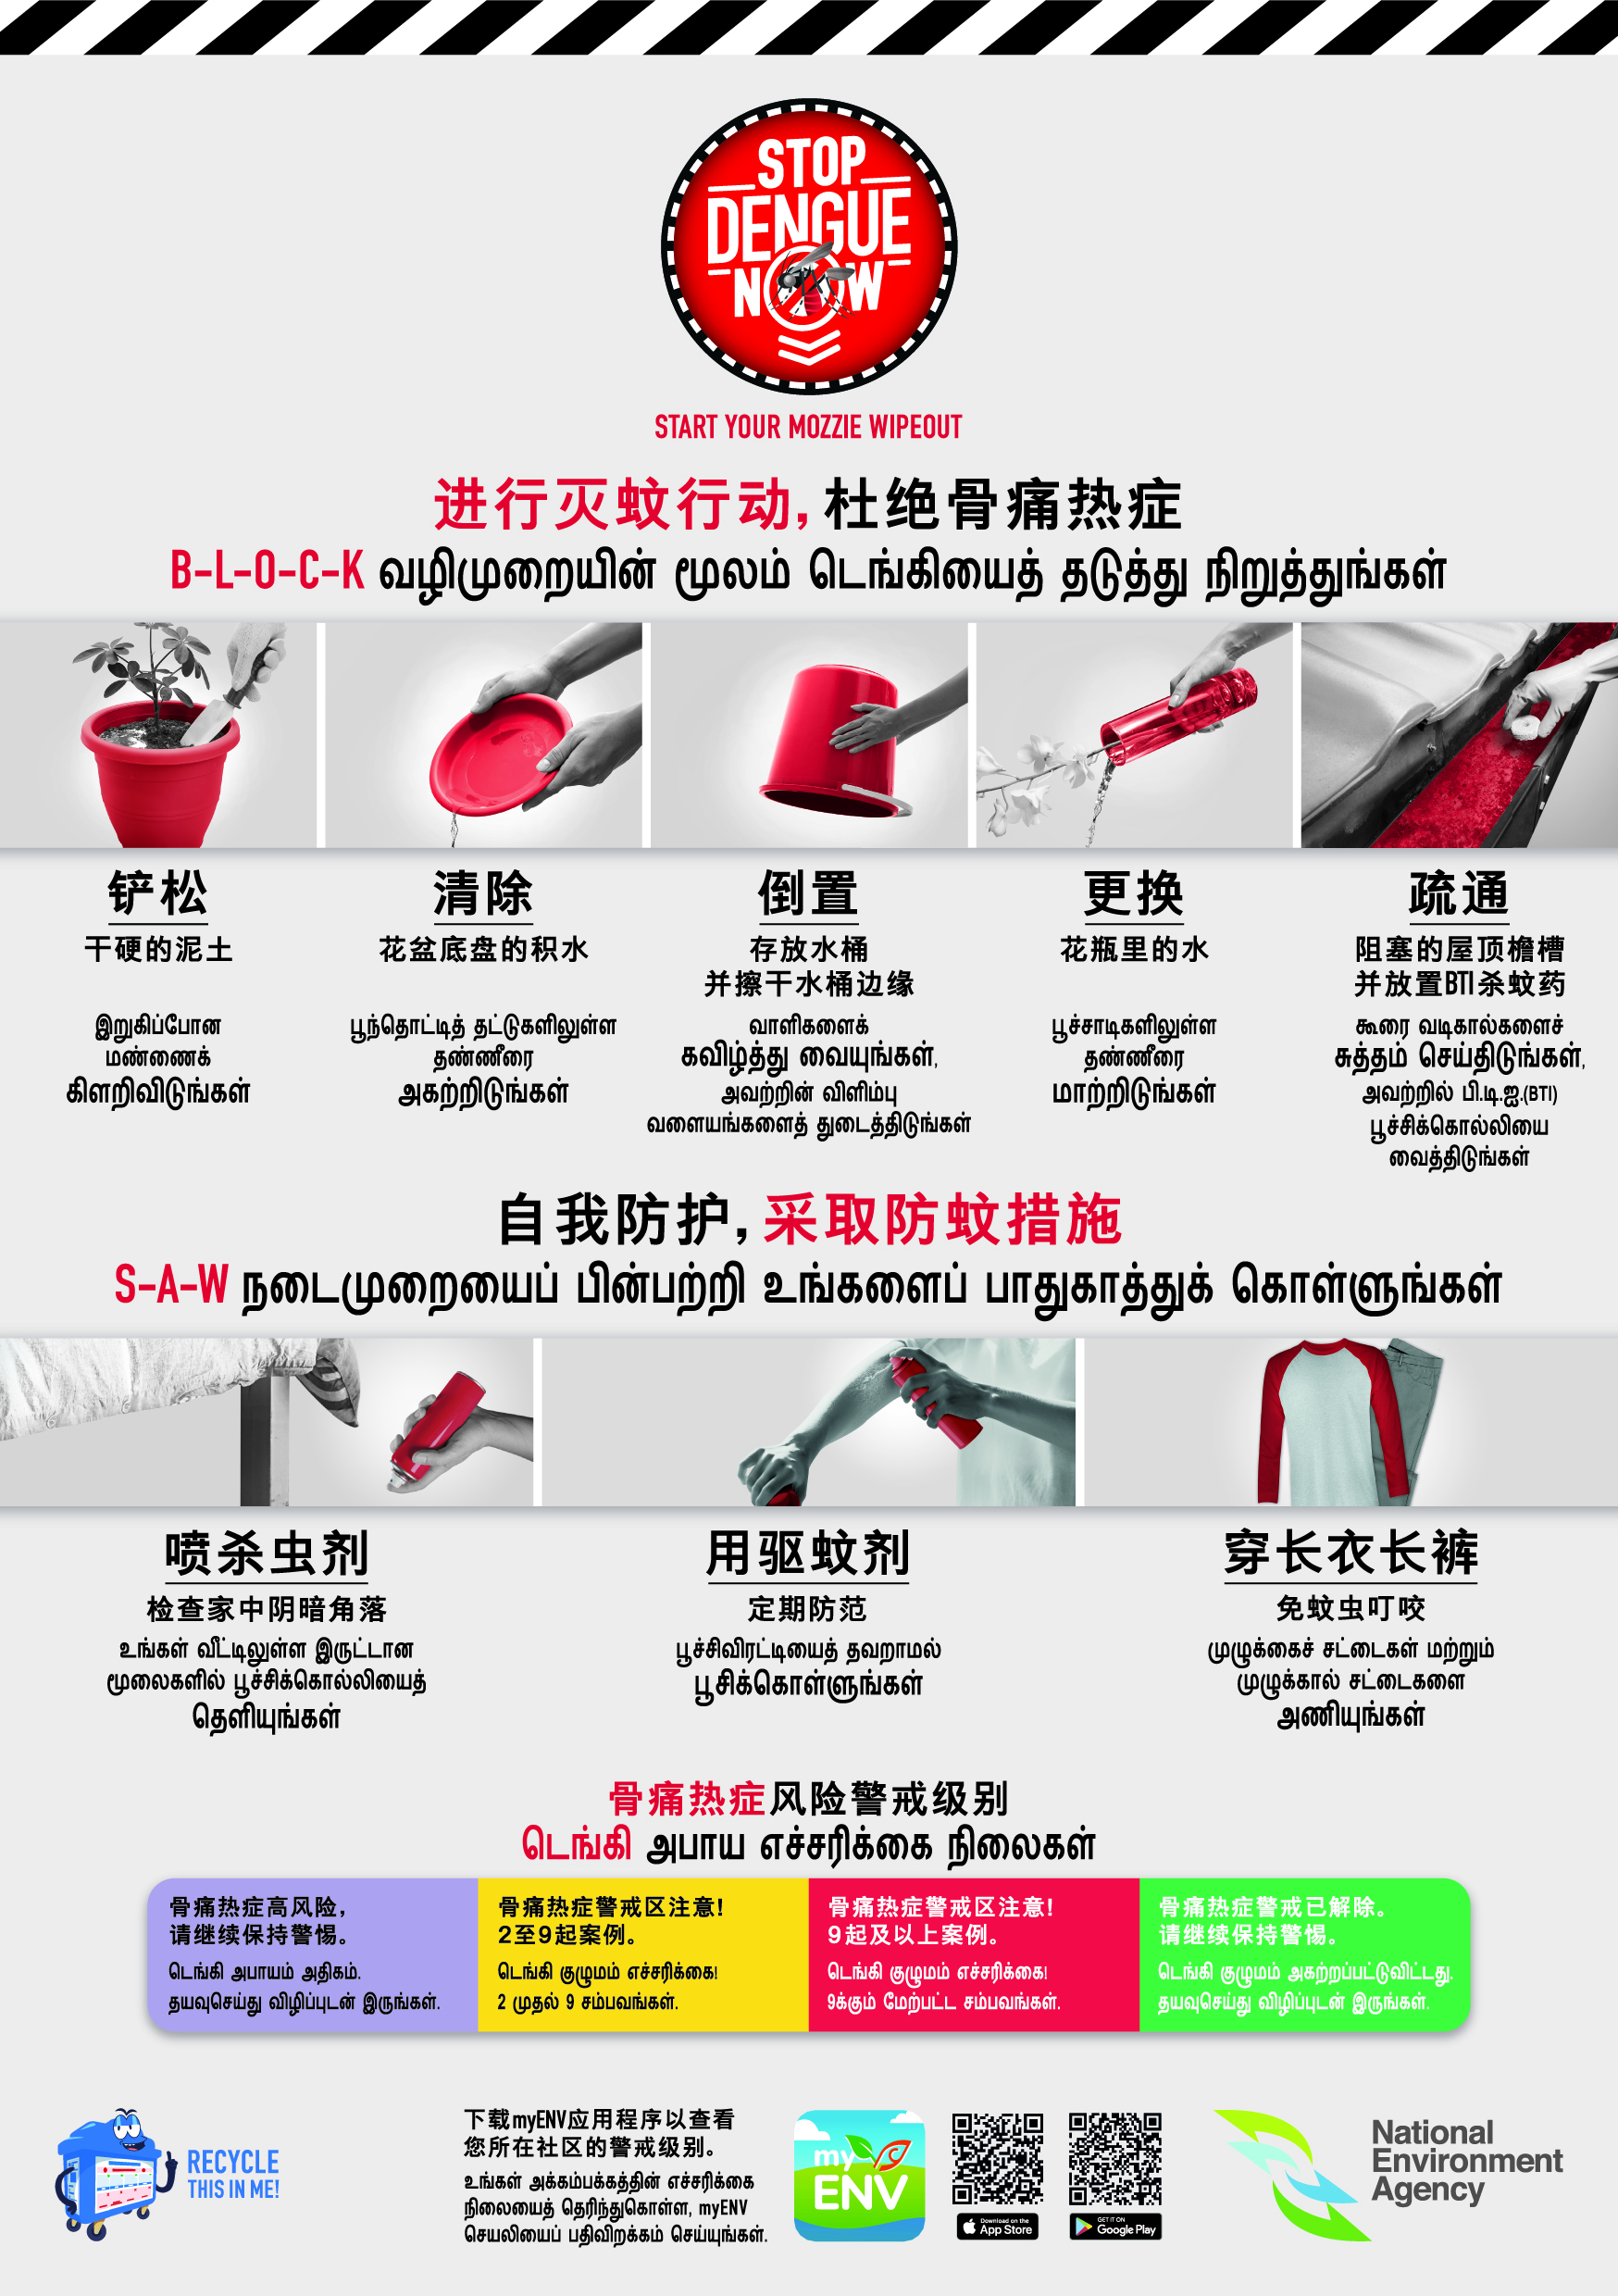 STOP
DENGUE
NOW
START YOUR MOZZIE WIPEOUT
进行灭蚊行动，杜绝骨痛热症
B-L-O-C-K வழிமுறையின் மூலம் டெங்கியைத் தடுத்து நிறுத்துங்கள்
铲松
干硬的泥土
இறுகிப்போன
மண்ணைக்
கிளறிவிடுங்கள்
清除
花盆底盘的积水
பூந்தொட்டித் தட்டுகளிலுள்ள
தண்ணீரை
அகற்றிடுங்கள்
倒置
存放水桶
并擦干水桶边缘
வாளிகளைக்
கவிழ்த்து வையுங்கள்,
அவற்றின் விளிம்பு
வளையங்களைத் துடைத்திடுங்கள்
更换
花瓶里的水
பூச்சாடிகளிலுள்ள
தண்ணீரை
மாற்றிடுங்கள்
疏通
阻塞的屋顶檐槽
并放置BTI杀蚊药
கூரை வடிகால்களைச்
சுத்தம் செய்திடுங்கள்,
அவற்றில் பி.டி.ஐ.(BTI)
பூச்சிக்கொல்லியை
வைத்திடுங்கள்
自我防护，采取防蚊措施
S-A-W நடைமுறையைப் பின்பற்றி உங்களைப் பாதுகாத்துக் கொள்ளுங்கள்
喷杀虫剂
检查家中阴暗角落
உங்கள் வீட்டிலுள்ள இருட்டான
மூலைகளில் பூச்சிக்கொல்லியைத்
தெளியுங்கள்
用驱蚊剂
定期防范
பூச்சிவிரட்டியைத் தவறாமல்
பூசிக்கொள்ளுங்கள்
穿长衣长裤
免蚊虫叮咬
முழுக்கைச் சட்டைகள் மற்றும்
முழுக்கால் சட்டைகளை
அணியுங்கள்
骨痛热症风险警戒级别
டெங்கி அபாய எச்சரிக்கை நிலைகள்
骨痛热症高风险，
请继续保持警惕。
டெங்கி அபாயம் அதிகம்.
தயவுசெய்து விழிப்புடன் இருங்கள்.
骨痛热症警戒区注意！
2至9起案例。
டெங்கி குழுமம் எச்சரிக்கை!
2 முதல் 9 சம்பவங்கள்.
骨痛热症警戒区注意！
9起及以上案例。
டெங்கி குழுமம் எச்சரிக்கை!
9க்கும் மேற்பட்ட சம்பவங்கள்.
骨痛热症警戒已解除。
请继续保持警惕。
டெங்கி குழுமம் அகற்றப்பட்டுவிட்டது.
தயவுசெய்து விழிப்புடன் இருங்கள்.
RECYCLE
THIS IN ME!
下载myENV应用程序以查看
您所在社区的警戒级别。
உங்கள் அக்கம்பக்கத்தின் எச்சரிக்கை
நிலையைத் தெரிந்துகொள்ள, myENV
செயலியைப் பதிவிறக்கம் செய்யுங்கள்.
my
ENV
Download on the
App Store
GET IT ON
Google Play
National
Environment
Agency